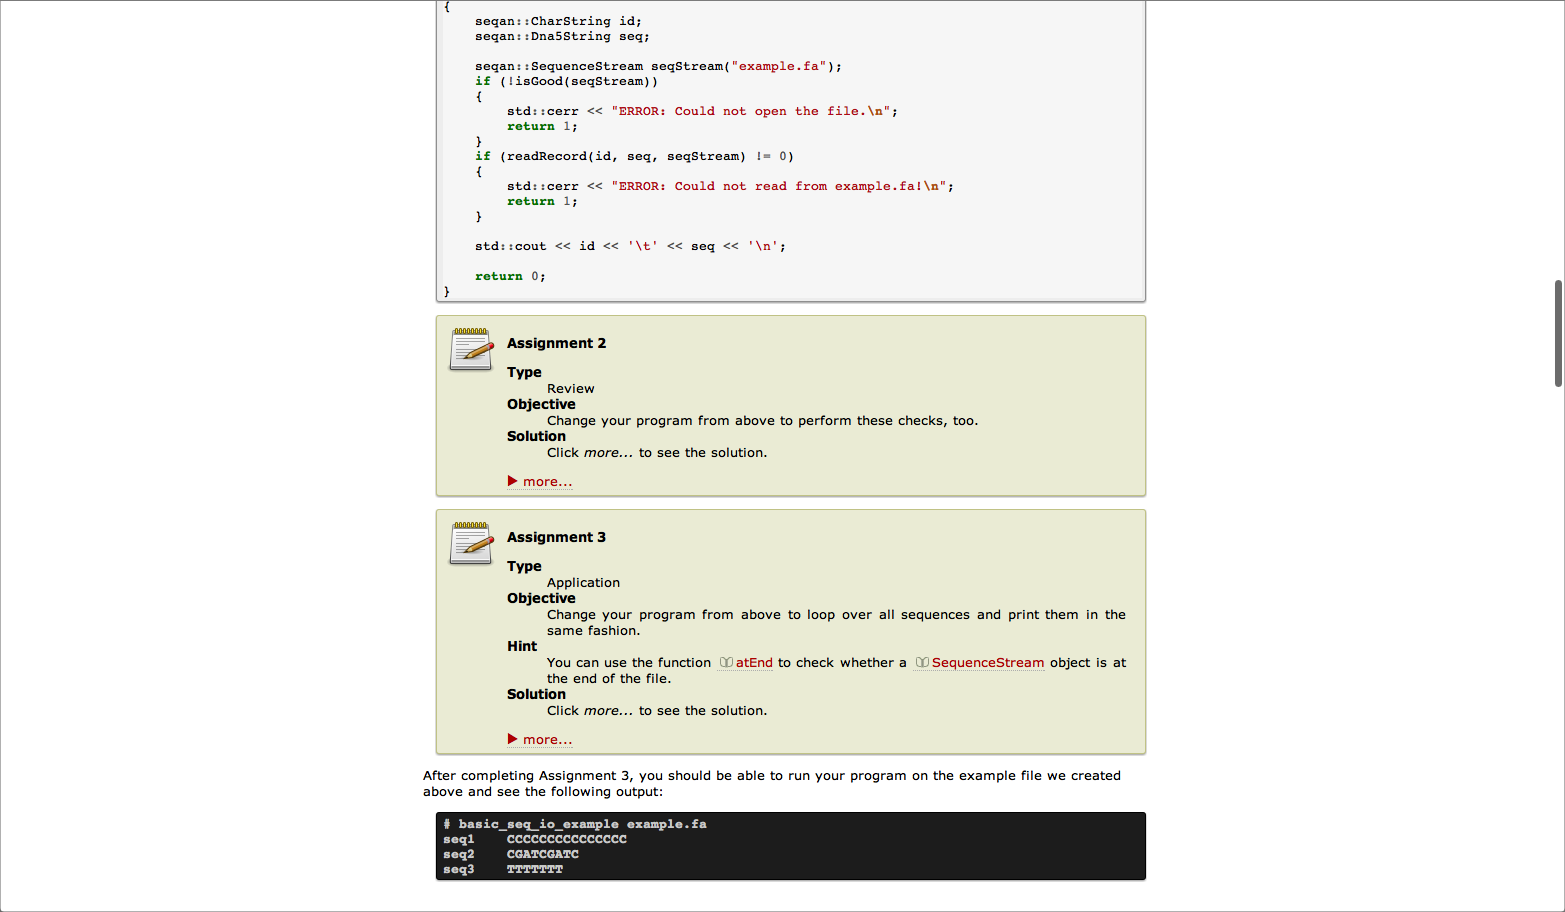 {
    seqan::CharString id;
    seqan::Dna5String seq;
    seqan::SequenceStream seqStream("example.fa");
    if (!isGood(seqStream))
    {
        std::cerr << "ERROR: Could not open the file.\n";
        return 1;
    }
    if (readRecord(id, seq, seqStream) != 0)
    {
        std::cerr << "ERROR: Could not read from example.fa!\n";
        return 1;
    }
    std::cout << id << '\t' << seq << '\n';
    return 0;
}
Assignment 2
Type
Review
Objective
Change your program from above to perform these checks, too.
Solution
Click more... to see the solution.
more...
Assignment 3
Type
Application
Objective
Change your program from above to loop over all sequences and print them in the
same fashion.
Hint
You can use the function atEnd to check whether a SequenceStream object is at
the end of the file.
Solution
Click more... to see the solution.
more...
After completing Assignment 3, you should be able to run your program on the example file we created
above and see the following output:
# basic_seq_io_example example.fa
seq1    CCCCCCCCCCCCCCC
seq2    CGATCGATC
seq3    TTTTTTT